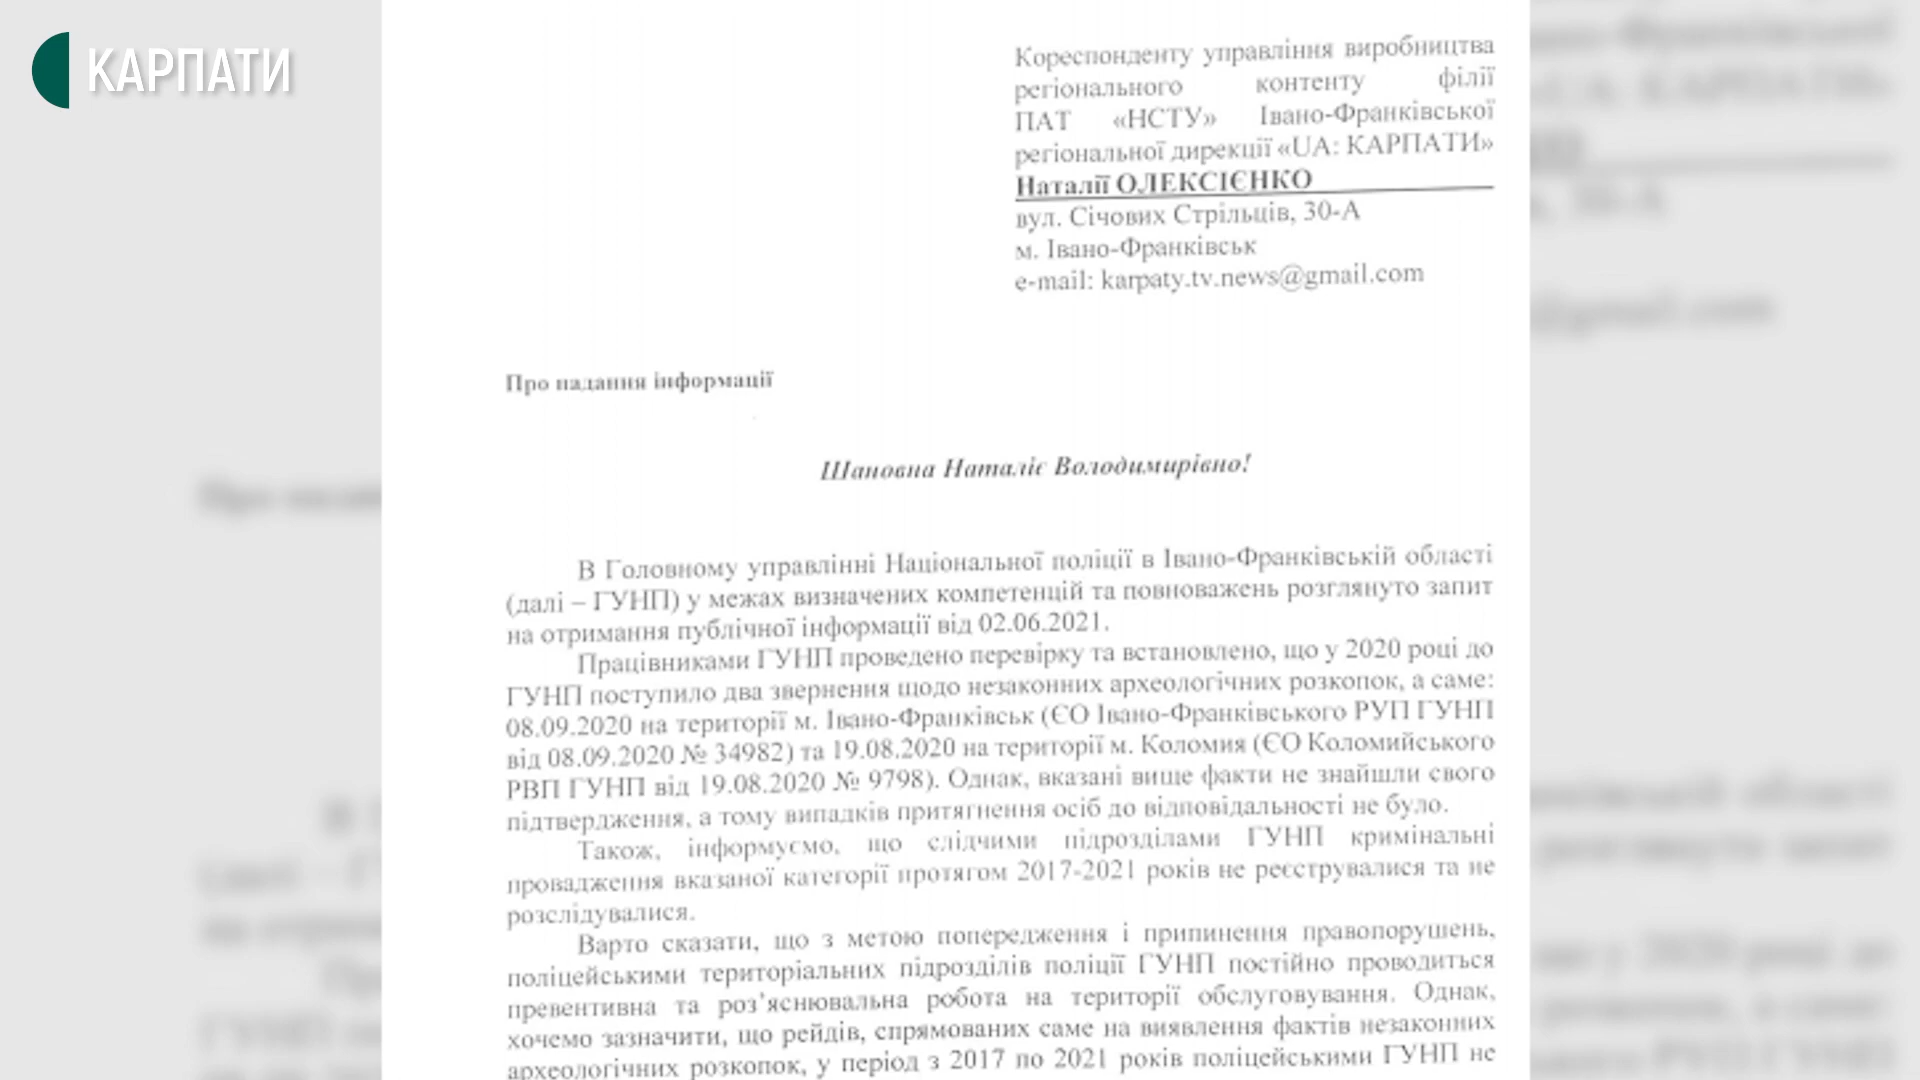 КАРПАТИ
Кореспонденту управління виробництва
регіонального контенту філії
ПАТ «НСТУ» Івано-Франківської
регіональної дирекції «UA: КАРПАТИ»
Наталії ОЛЕКСІЄНКО
вул. Січових Стрільців, 30-А
м. Івано-Франківськ
e-mail: karpaty.tv.news@gmail.com
Про надання інформації
Шановна Наталіє Володимирівно!
В Головному управлінні Національної поліції в Івано-Франківській області
(далі – ГУНП) у межах визначених компетенцій та повноважень розглянуто запит
на отримання публічної інформації від 02.06.2021.
Працівниками ГУНП проведено перевірку та встановлено, що у 2020 році до
ГУНП поступило два звернення щодо незаконних археологічних розкопок, а саме:
08.09.2020 на території м. Івано-Франківськ (ЄО Івано-Франківського РУП ГУНП
від 08.09.2020 № 34982) та 19.08.2020 на території м. Коломия (ЄО Коломийського
РВП ГУНП від 19.08.2020 № 9798). Однак, вказані вище факти не знайшли свого
підтвердження, а тому випадків притягнення осіб до відповідальності не було.
Також, інформуємо, що слідчими підрозділами ГУНП кримінальні
провадження вказаної категорії протягом 2017-2021 років не реєструвалися та не
розслідувалися.
Варто сказати, що з метою попередження і припинення правопорушень,
поліцейськими територіальних підрозділів поліції ГУНП постійно проводиться
превентивна та роз’яснювальна робота на території обслуговування. Однак,
хочемо зазначити, що рейдів, спрямованих саме на виявлення фактів незаконних
археологічних розкопок, у період з 2017 по 2021 років поліцейськими ГУНП не